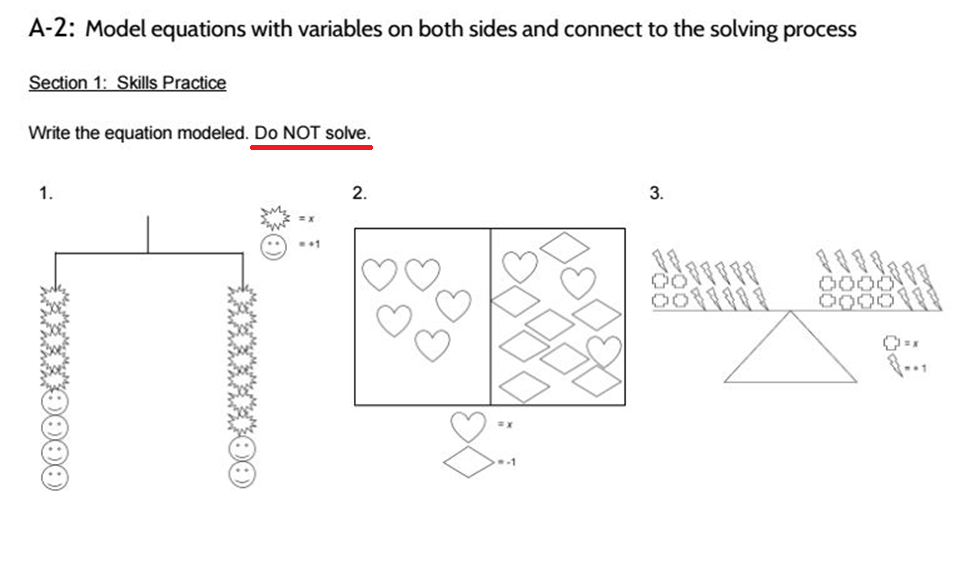 A-2: Model equations with variables on both sides and connect to the solving process
Section 1: Skills Practice
Write the equation modeled. Do NOT solve.
1.
= x
= +1
2.
= x
= -1
3.
= x
= +1